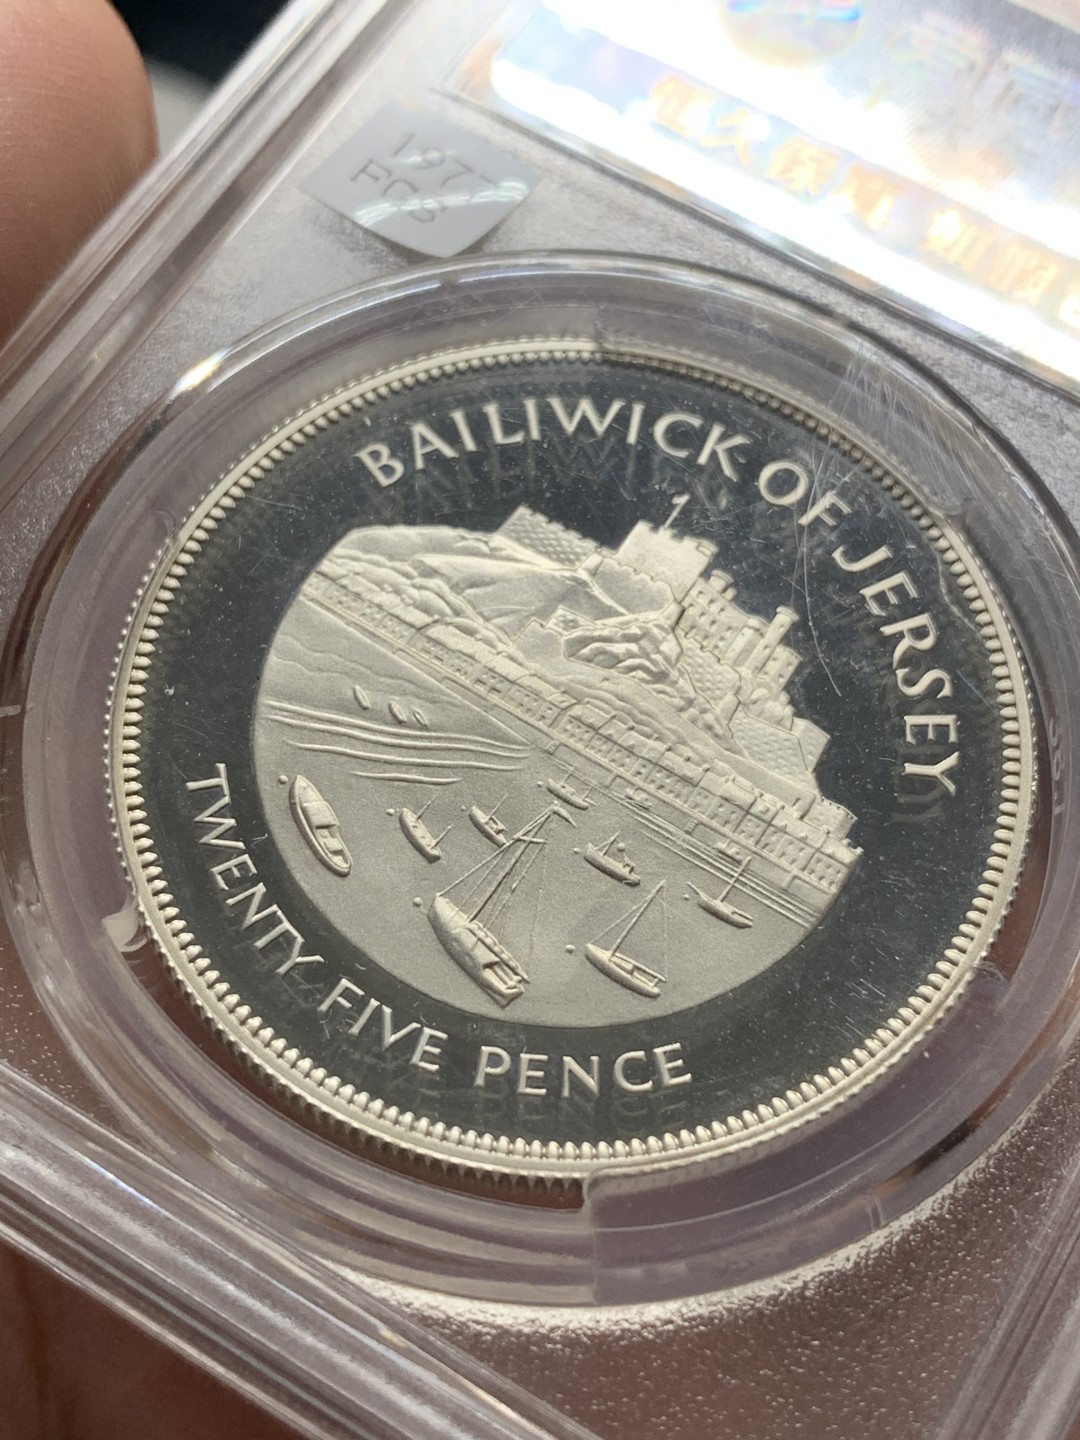 1977
FCS
BAILIWICK OF JERSEY
TWENTY FIVE PENCE